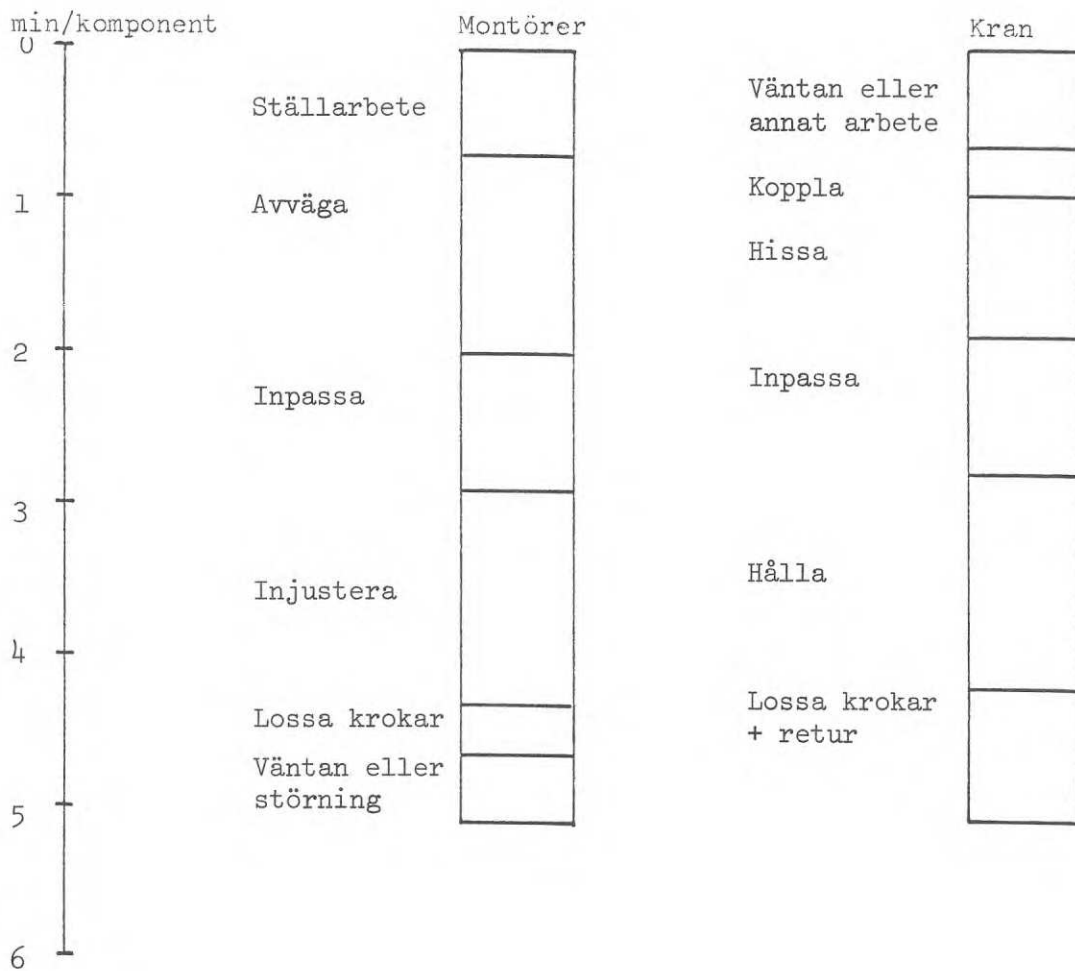 min/komponent
Montörer
Kran
0
Ställarbete
Väntan eller
annat arbete
1
Avväga
Koppla
Hissa
2
Inpassa
Inpassa
3
Injustera
Hålla
4
Lossa krokar
Lossa krokar
+ retur
Väntan eller
störning
5
6